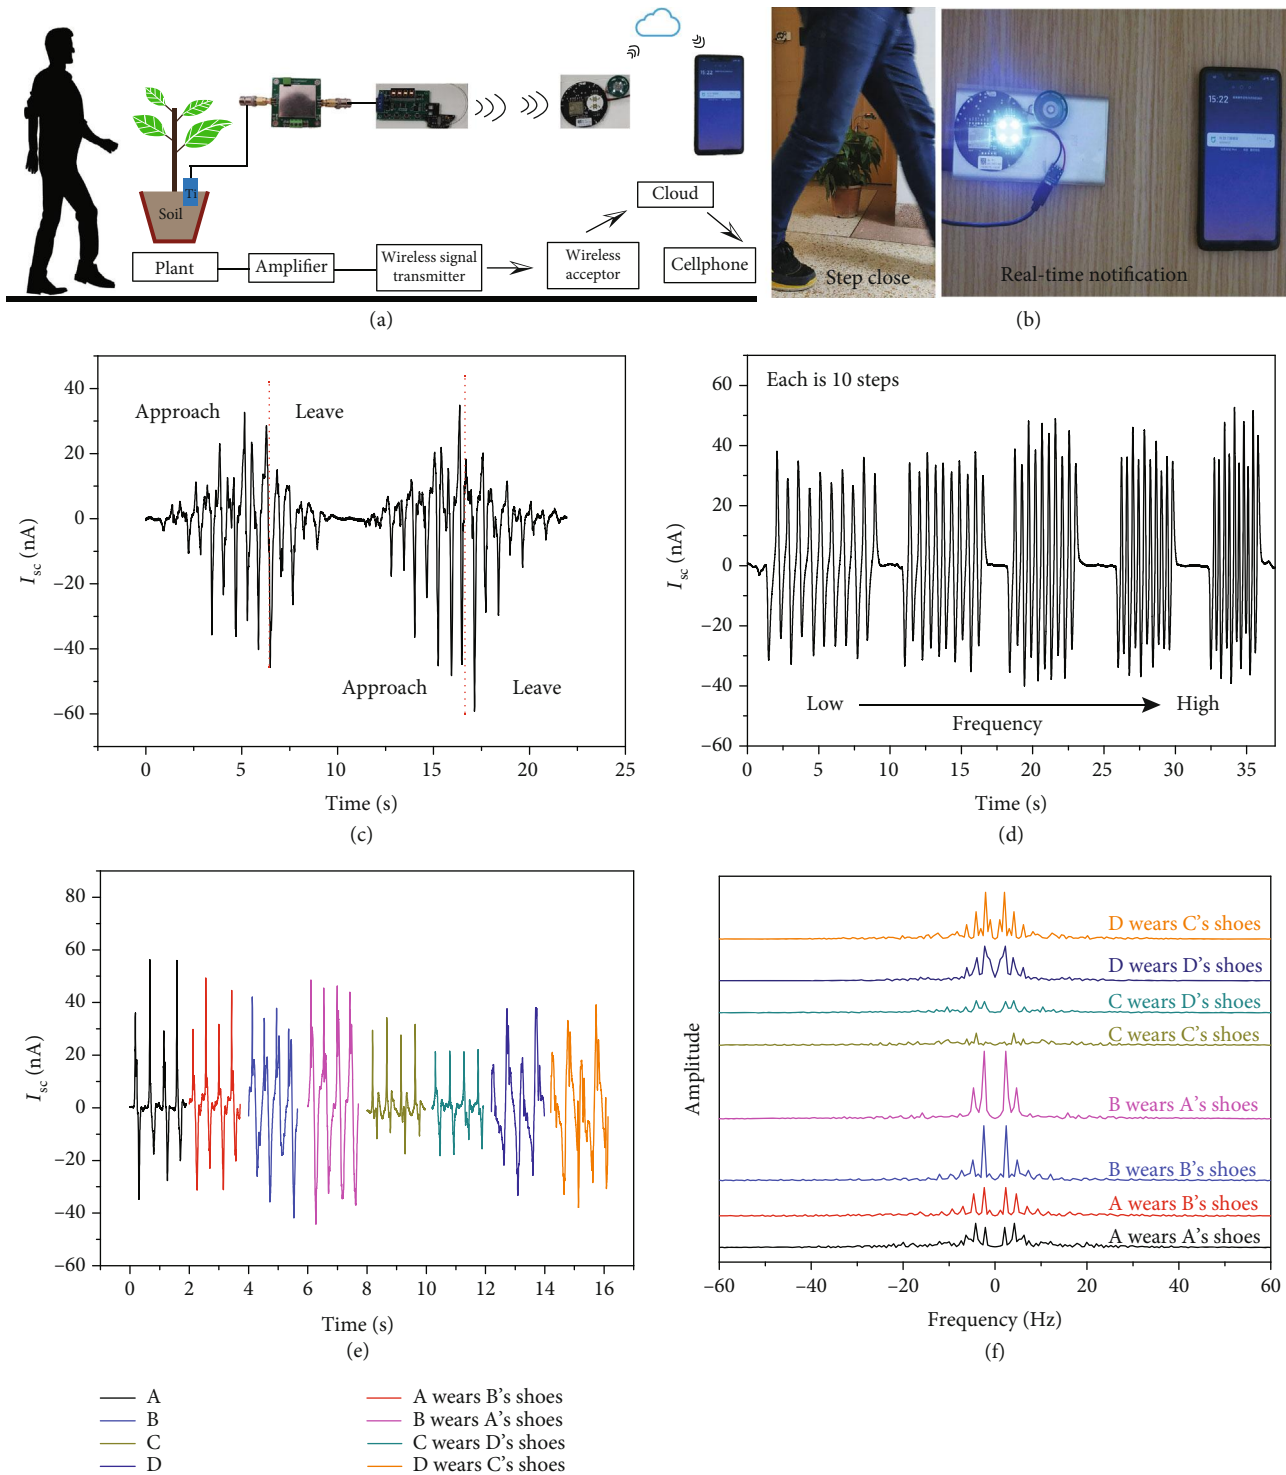 Ti
Soil
Plant
Amplifier
Wireless signal
transmitter
Wireless
acceptor
Cloud
Cellphone
15:22
(a)
Step close
15:22
Real-time notification
(b)
40
20
0
−20
−40
−60
Isc (nA)
Approach
Leave
Approach
Leave
0
5
10
15
20
25
Time (s)
(c)
60
40
20
0
−20
−40
−60
Isc (nA)
Each is 10 steps
Low
High
Frequency
0
5
10
15
20
25
30
35
Time (s)
(d)
80
60
40
20
0
−20
−40
−60
Isc (nA)
0
2
4
6
8
10
12
14
16
Time (s)
(e)
Amplitude
D wears C's shoes
D wears D's shoes
C wears D's shoes
C wears C's shoes
B wears A's shoes
B wears B's shoes
A wears B's shoes
A wears A's shoes
−60
−40
−20
0
20
40
60
Frequency (Hz)
(f)
A
B
C
D
A wears B's shoes
B wears A's shoes
C wears D's shoes
D wears C's shoes